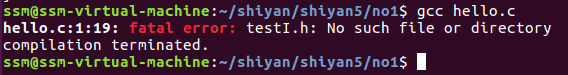 ssm@ssm-virtual-machine:~/shiyan/shiyan5/no1$ gcc hello.c
hello.c:1:19: fatal error: testI.h: No such file or directory
compilation terminated.
ssm@ssm-virtual-machine:~/shiyan/shiyan5/no1$